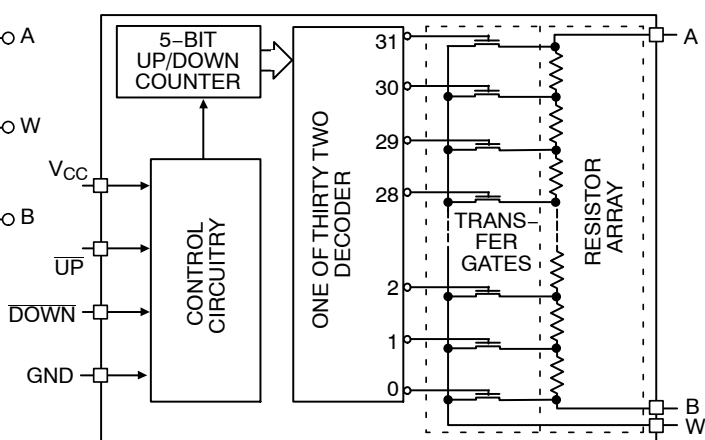 A
W
B
5–BIT
UP/DOWN
COUNTER
VCC
UP
DOWN
GND
CONTROL
CIRCUITRY
ONE OF THIRTY TWO
DECODER
31
30
29
28
2
1
0
TRANS–
FER
GATES
RESISTOR
ARRAY
A
B
W